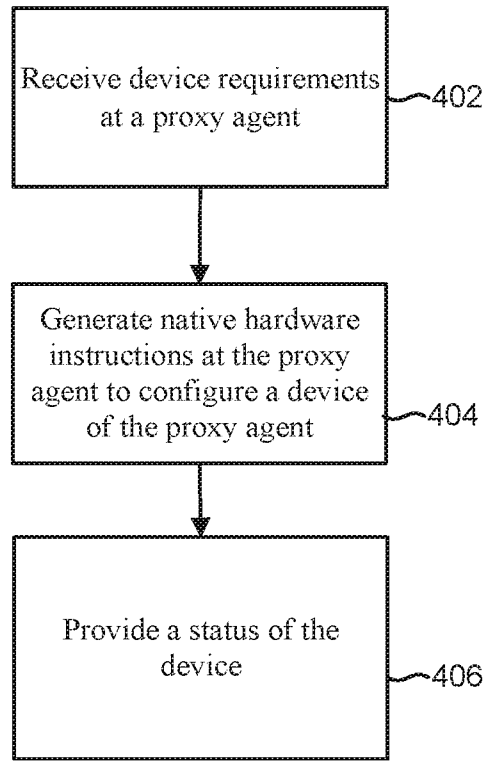 Receive device requirements
at a proxy agent
402
Generate native hardware
instructions at the proxy
agent to configure a device
of the proxy agent
404
Provide a status of the
device
406